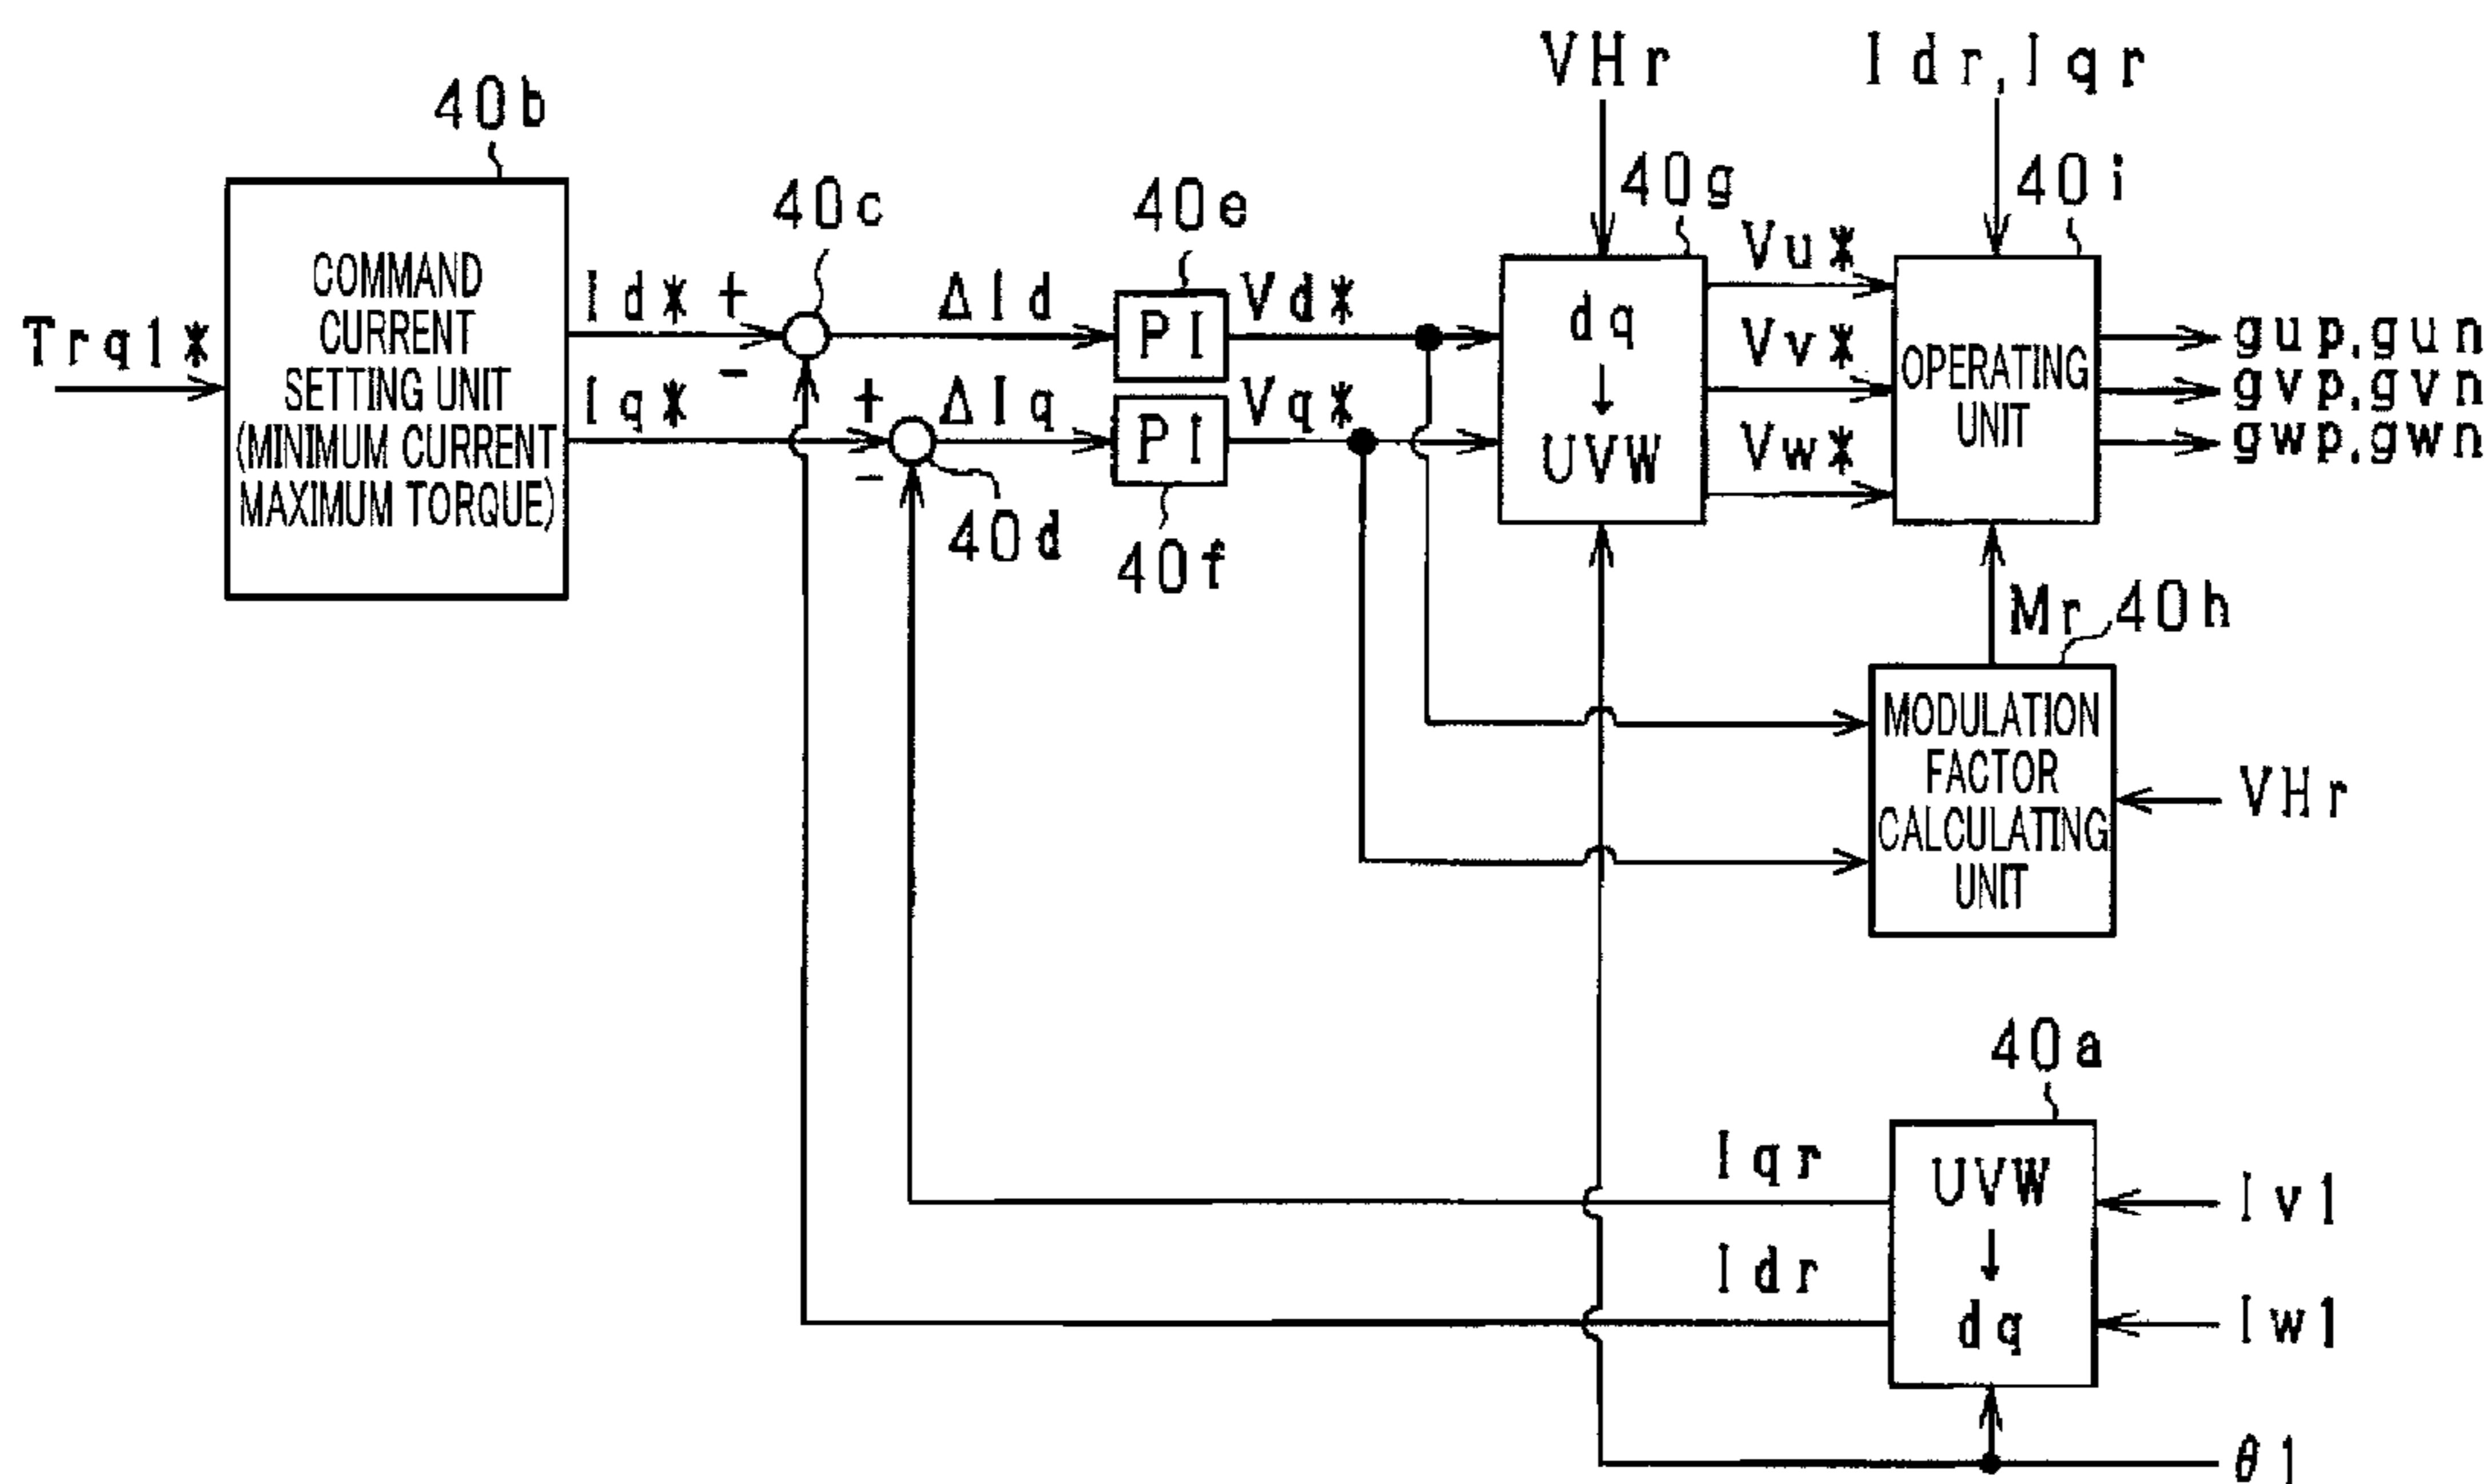 VHr
Idr,Iqr
40b
40c
40e
40g
40i
COMMAND
CURRENT
SETTING UNIT
(MINIMUM CURRENT
MAXIMUM TORQUE)
Trq1*
Id*
+
-
ΔId
PI
Vd*
Iq*
+
-
ΔIq
PI
Vq*
40d
40f
dq
↓
UVW
Vu*
Vv*
Vw*
OPERATING
UNIT
gup,gun
gvp,gvn
gwp,gwn
Mr
40h
MODULATION
FACTOR
CALCULATING
UNIT
VHr
40a
UVW
↓
dq
Iqr
Idr
Iv1
Iw1
θ1